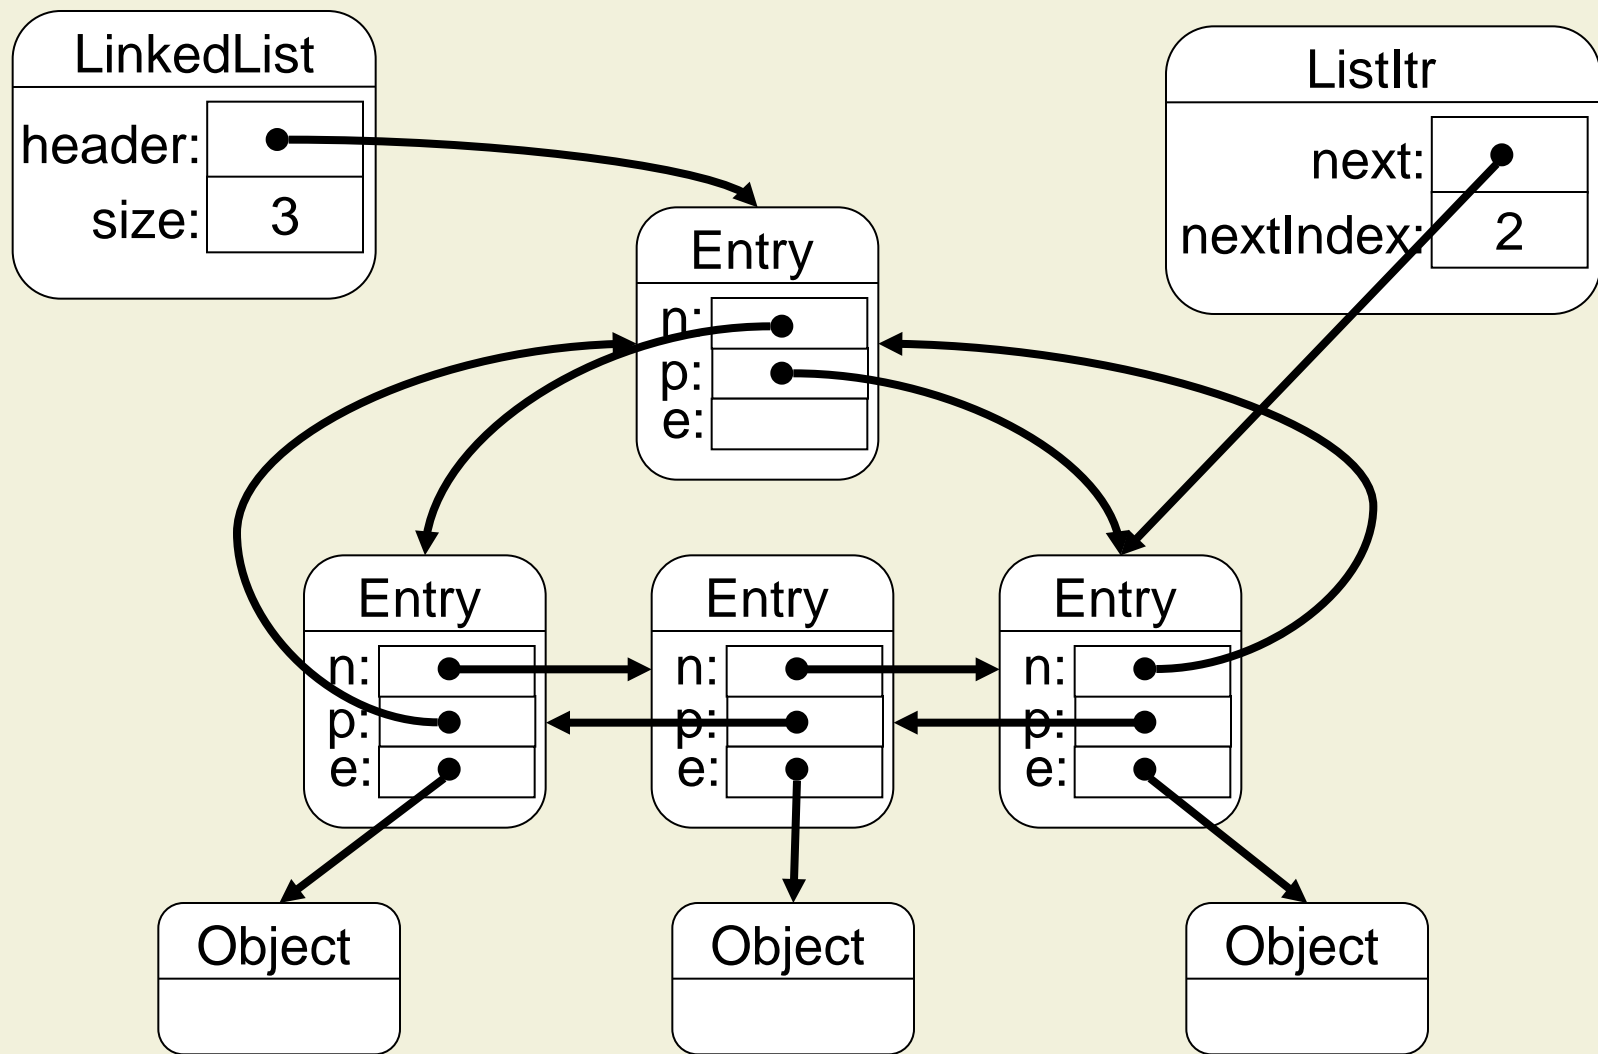 LinkedList
header:
size: 3
ListItr
next:
nextIndex: 2
Entry
n:
p:
e:
Entry
n:
p:
e:
Entry
n:
p:
e:
Entry
n:
p:
e:
Object
Object
Object